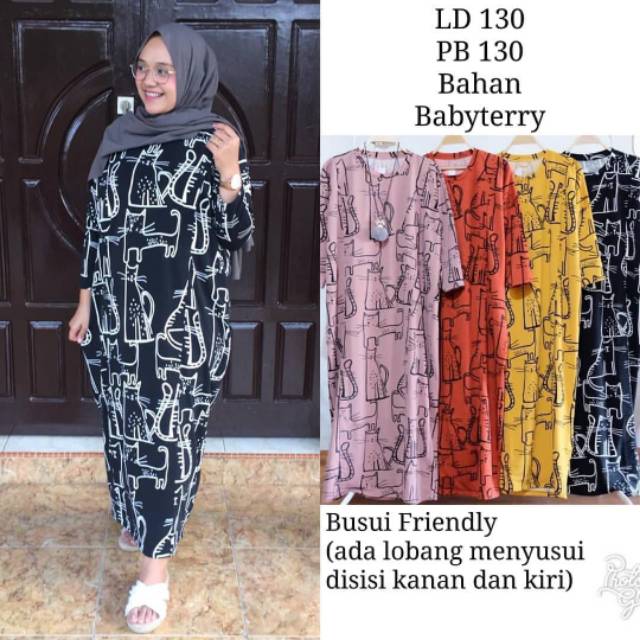 LD 130
PB 130
Bahan
Babyterry
Busui Friendly
(ada lobang menyusui
disisi kanan dan kiri)